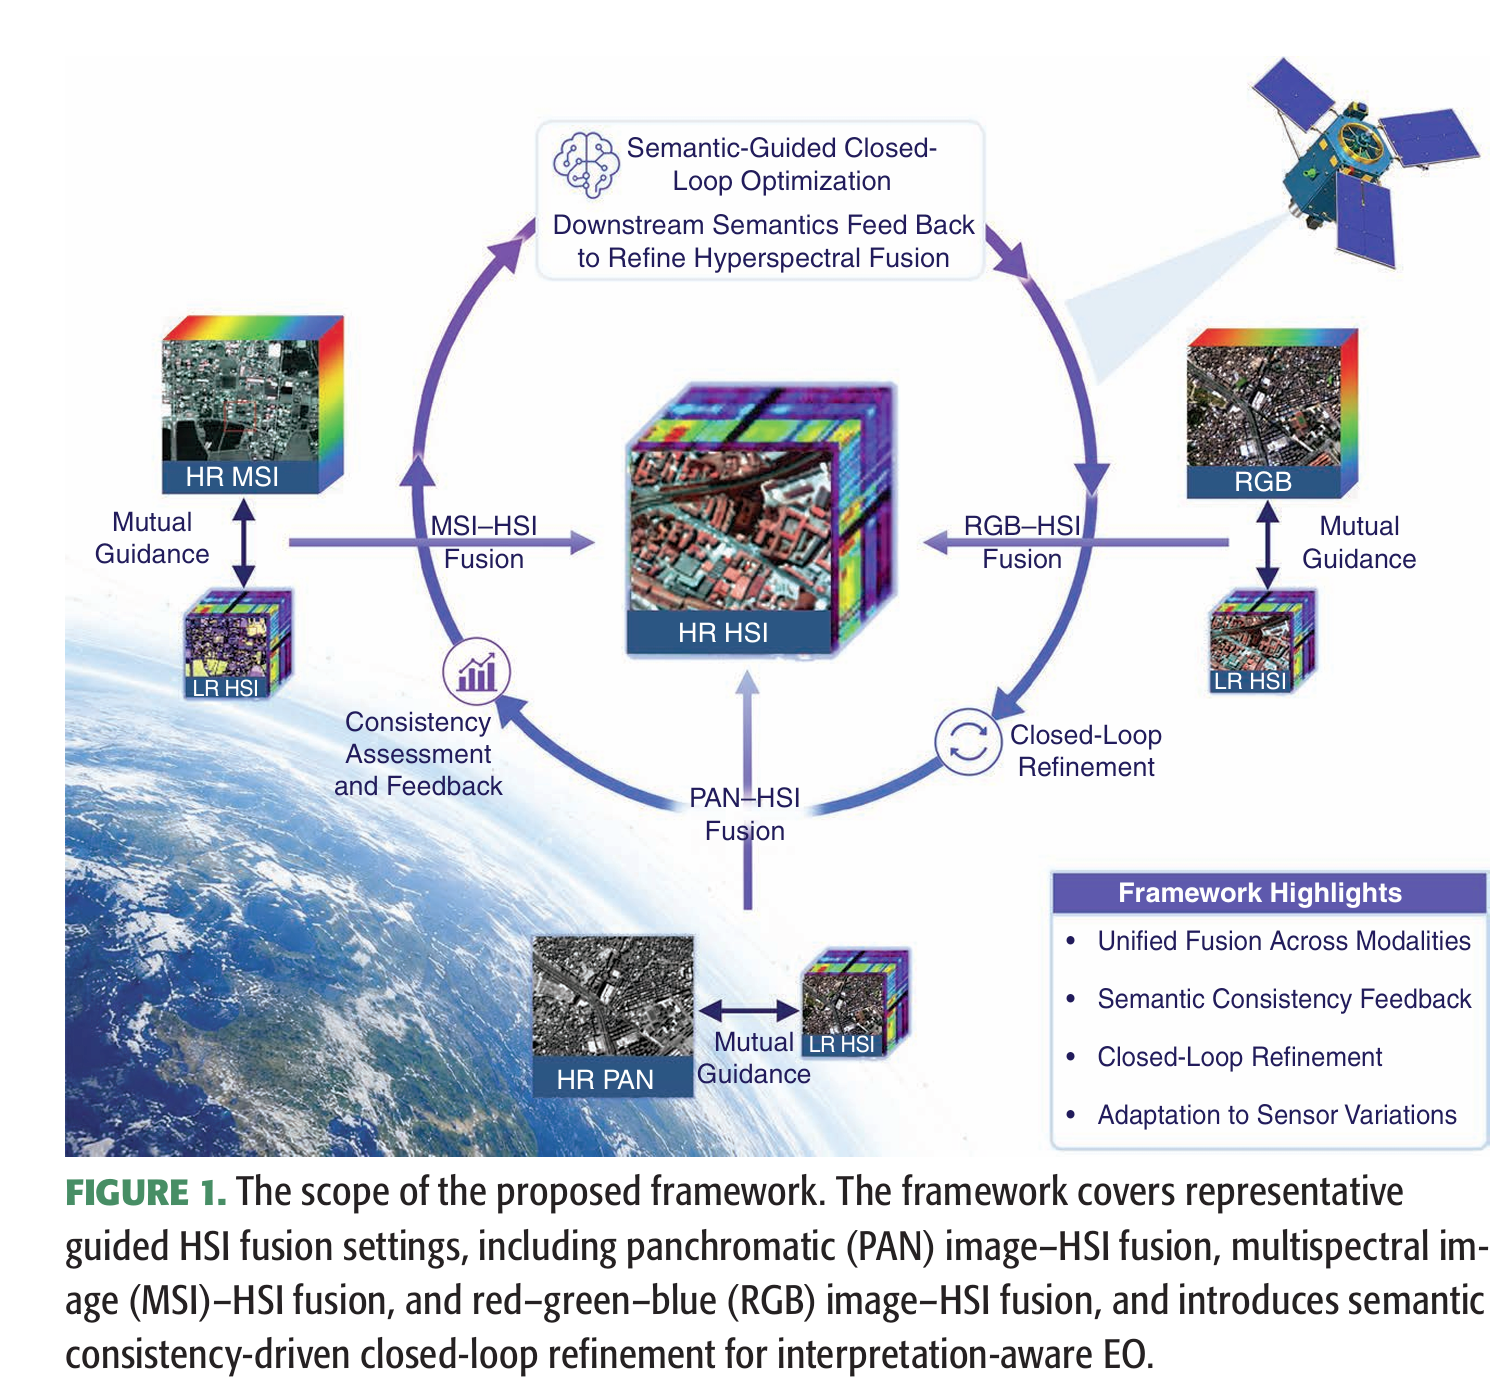 Semantic-Guided Closed-
Loop Optimization
Downstream Semantics Feed Back
to Refine Hyperspectral Fusion
HR MSI
Mutual
Guidance
LR HSI
MSI–HSI
Fusion
HR HSI
RGB–HSI
Fusion
RGB
Mutual
Guidance
LR HSI
Consistency
Assessment
and Feedback
Closed-Loop
Refinement
PAN–HSI
Fusion
HR PAN
Mutual
Guidance
LR HSI
Framework Highlights
• Unified Fusion Across Modalities
• Semantic Consistency Feedback
• Closed-Loop Refinement
• Adaptation to Sensor Variations
FIGURE 1. The scope of the proposed framework. The framework covers representative
guided HSI fusion settings, including panchromatic (PAN) image–HSI fusion, multispectral im-
age (MSI)–HSI fusion, and red–green–blue (RGB) image–HSI fusion, and introduces semantic
consistency-driven closed-loop refinement for interpretation-aware EO.